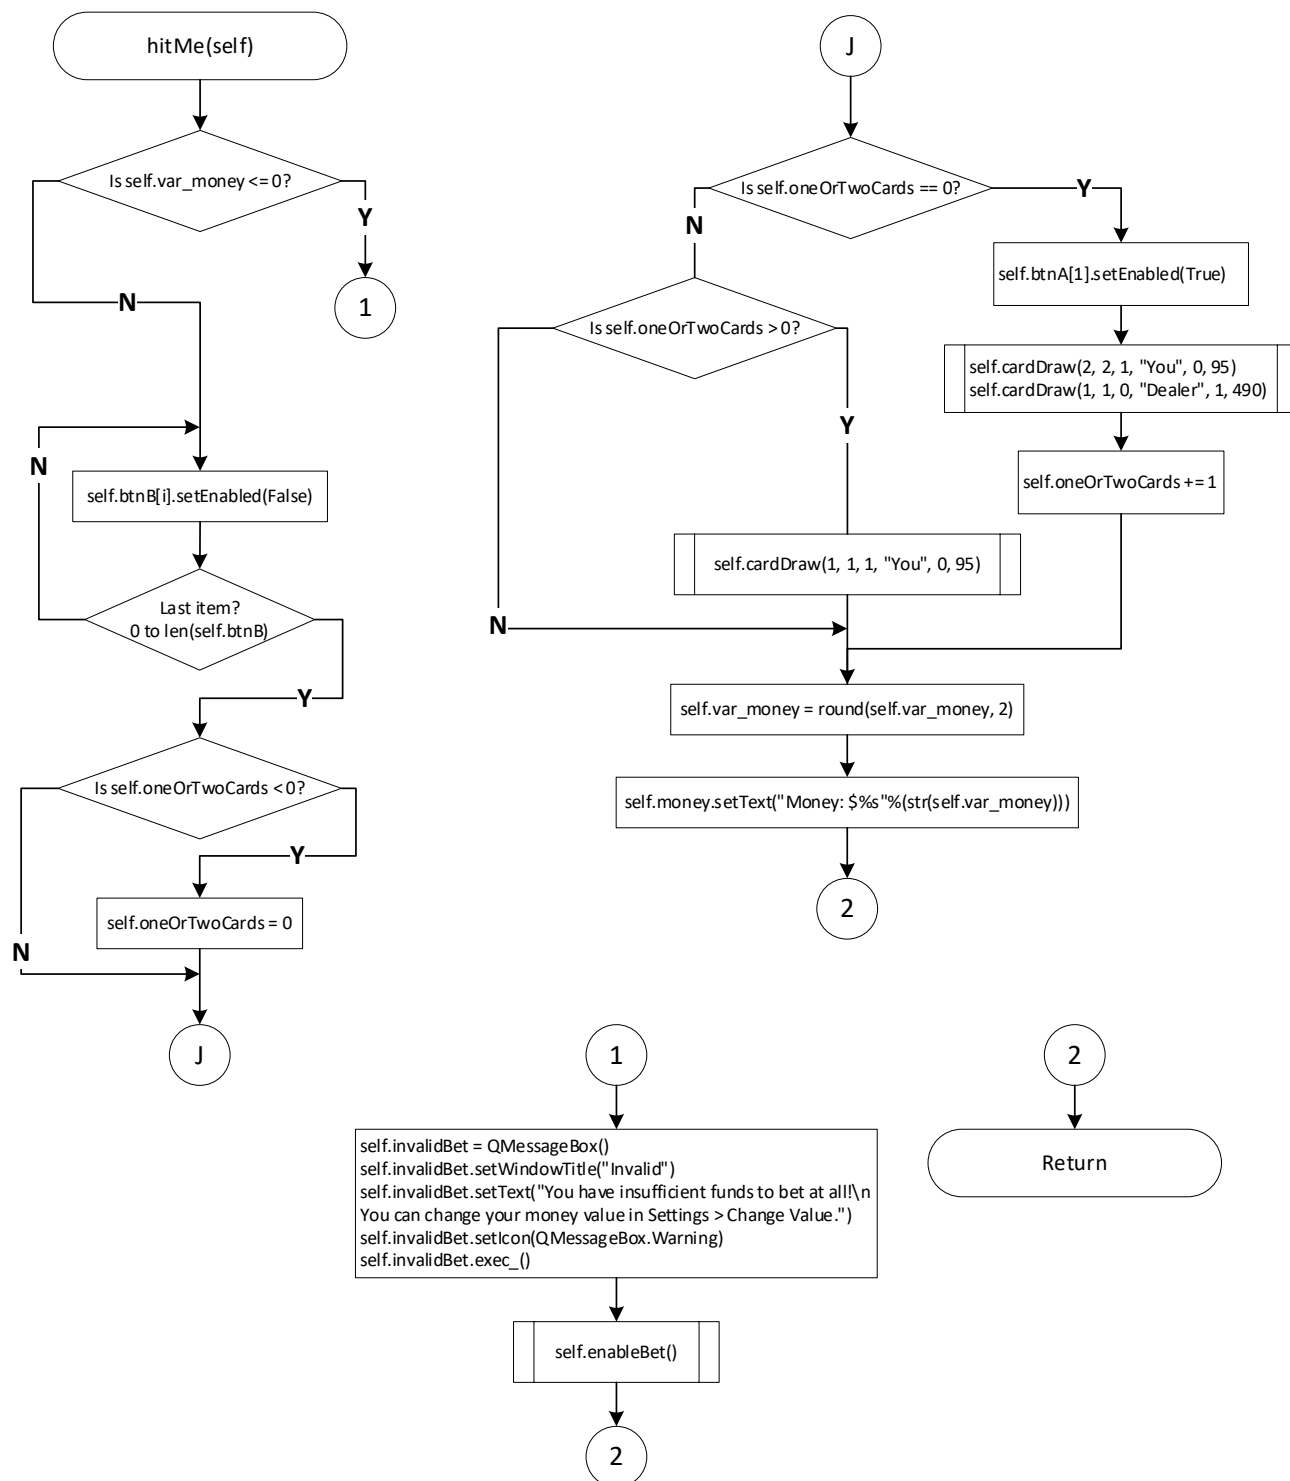 hitMe(self)
Is self.var_money <= 0?
Y
1
N
self.btnB[i].setEnabled(False)
N
Last item?
0 to len(self.btnB)
Y
Is self.oneOrTwoCards < 0?
Y
self.oneOrTwoCards = 0
N
J
J
Is self.oneOrTwoCards == 0?
Y
N
self.btnA[1].setEnabled(True)
Is self.oneOrTwoCards > 0?
self.cardDraw(2, 2, 1, "You", 0, 95)
self.cardDraw(1, 1, 0, "Dealer", 1, 490)
Y
self.oneOrTwoCards += 1
self.cardDraw(1, 1, 1, "You", 0, 95)
N
self.var_money = round(self.var_money, 2)
self.money.setText("Money: $%s"%(str(self.var_money)))
2
1
self.invalidBet = QMessageBox()
self.invalidBet.setWindowTitle("Invalid")
self.invalidBet.setText("You have insufficient funds to bet at all!\n
You can change your money value in Settings > Change Value.")
self.invalidBet.setIcon(QMessageBox.Warning)
self.invalidBet.exec_()
self.enableBet()
2
2
Return